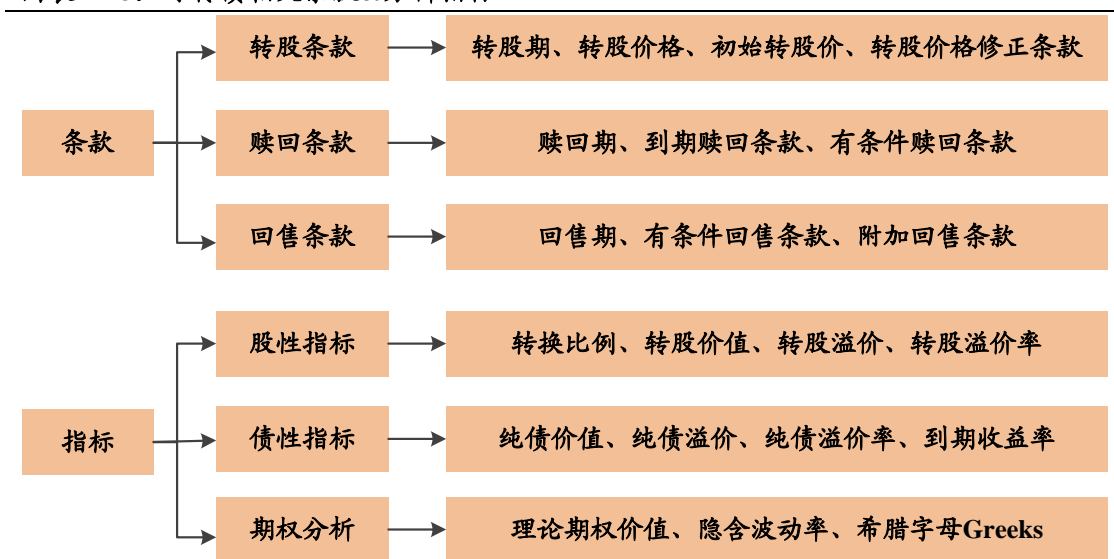 转股条款
转股期、转股价格、初始转股价、转股价格修正条款
条款
赎回条款
赎回期、到期赎回条款、有条件赎回条款
回售条款
回售期、有条件回售条款、附加回售条款
股性指标
转换比例、转股价值、转股溢价、转股溢价率
指标
债性指标
纯债价值、纯债溢价、纯债溢价率、到期收益率
期权分析
理论期权价值、隐含波动率、希腊字母Greeks